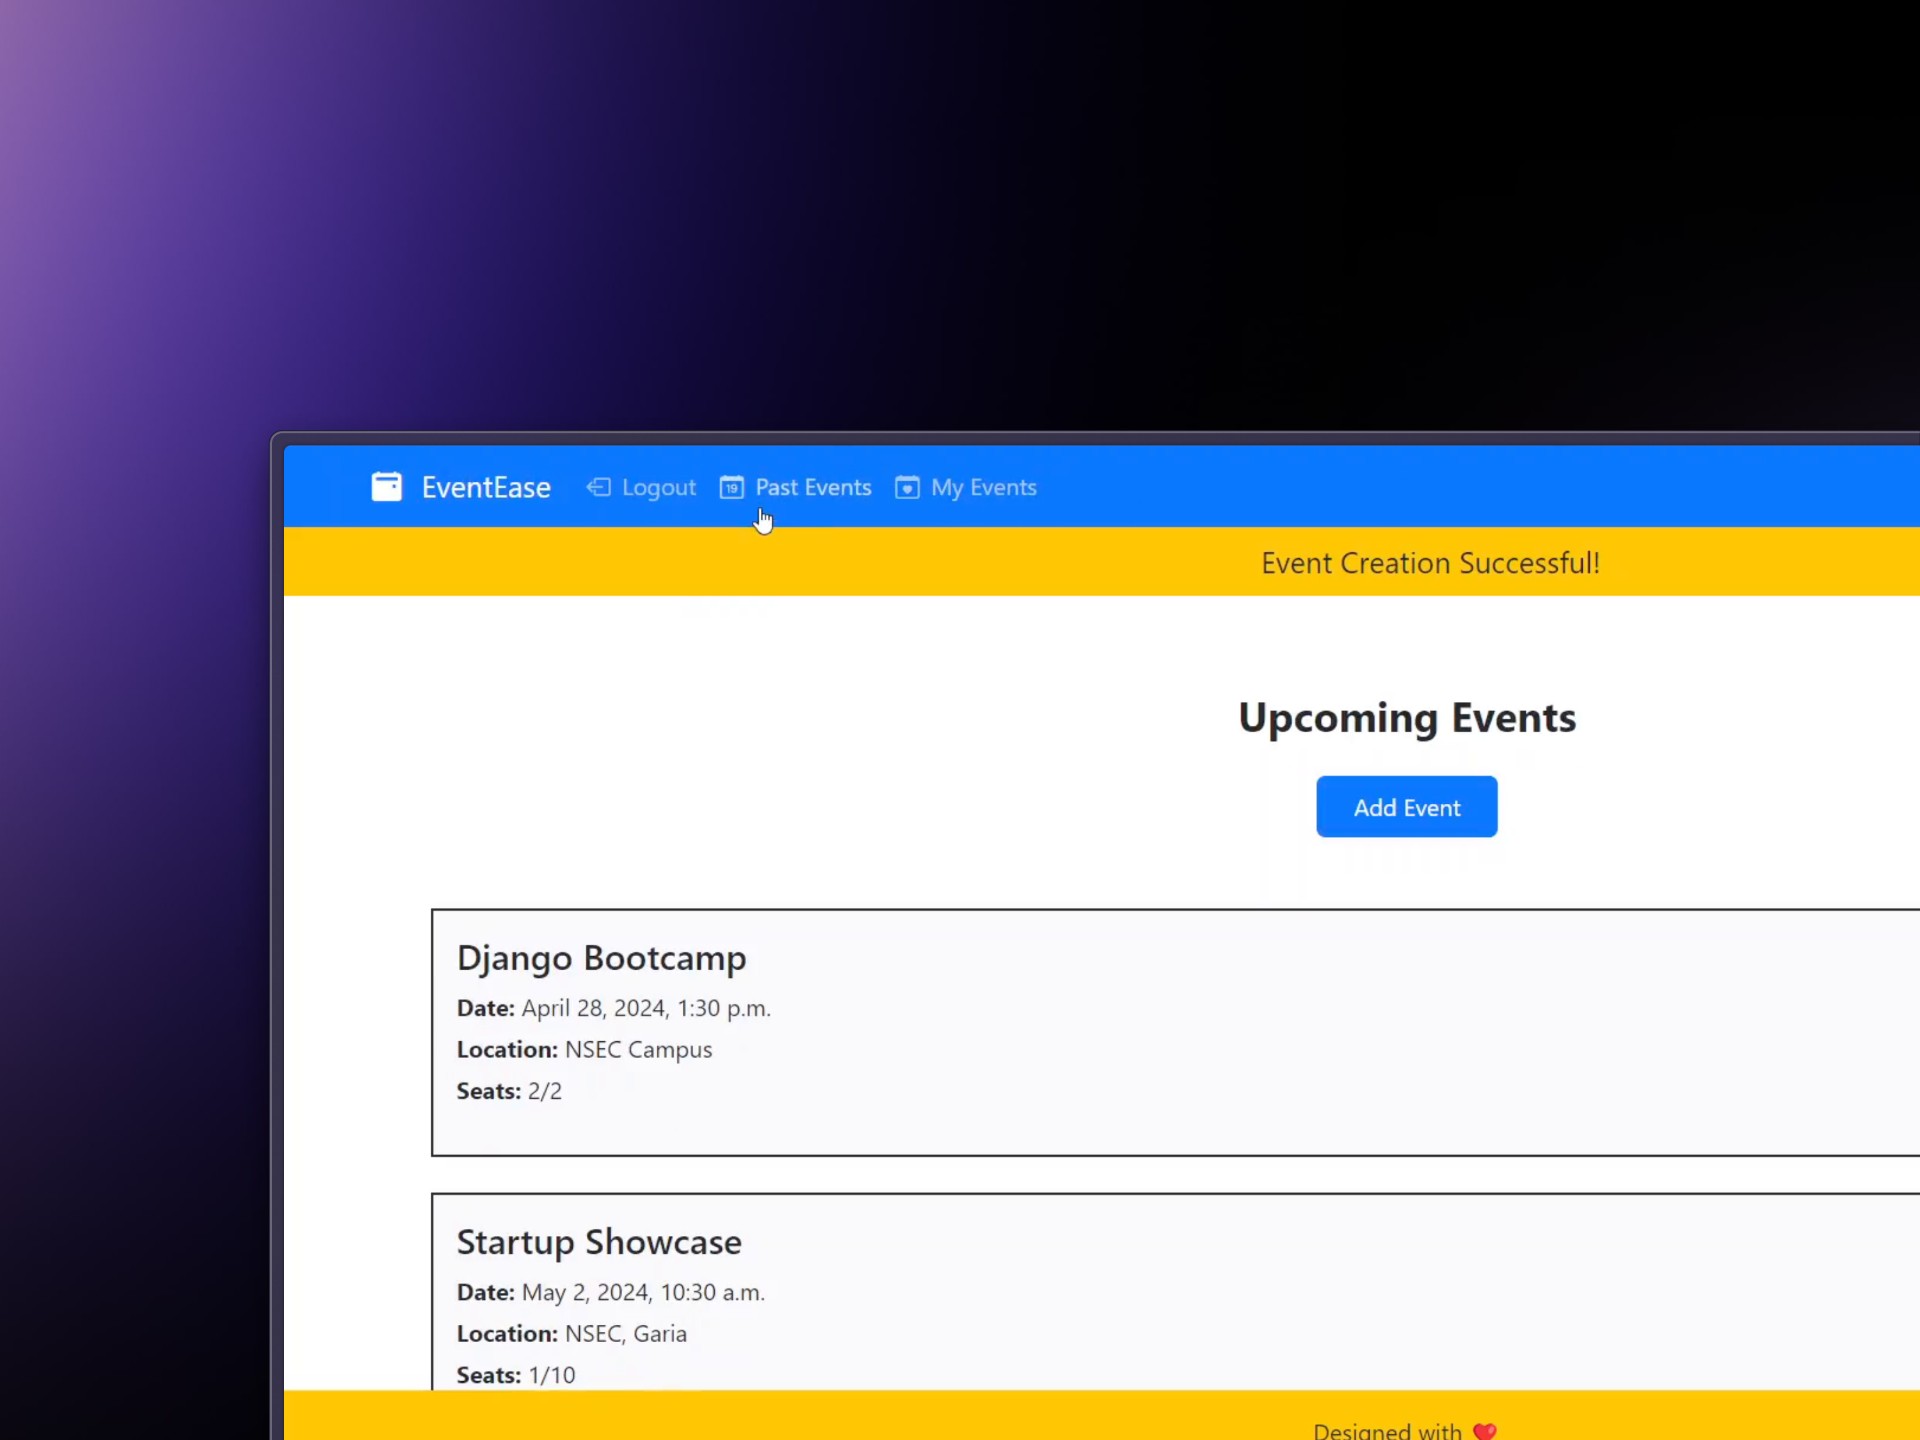 EventEase Logout 19 Past Events My Events
Event Creation Successful!
Upcoming Events
Add Event
Django Bootcamp
Date: April 28, 2024, 1:30 p.m.
Location: NSEC Campus
Seats: 2/2
Startup Showcase
Date: May 2, 2024, 10:30 a.m.
Location: NSEC, Garia
Seats: 1/10
Designed with ❤️